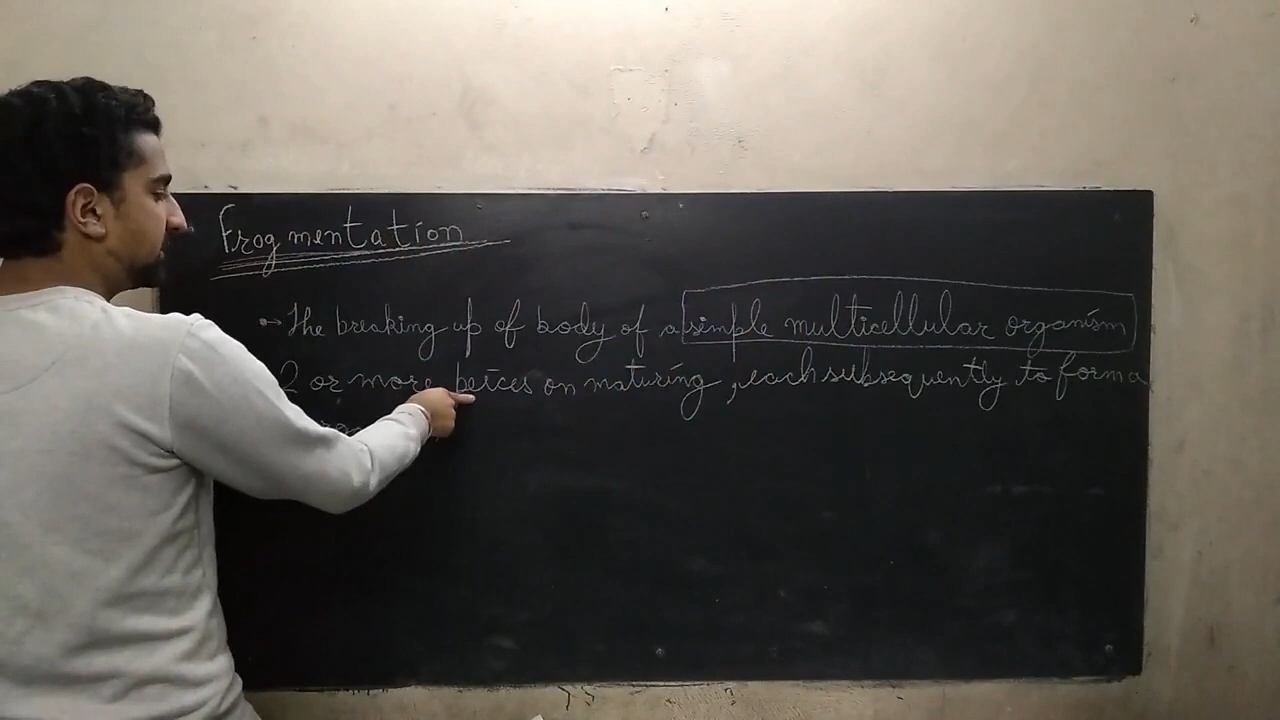 Fragmentation
The breaking up of body of a simple multicellular organism
2 or more peices on maturing, each subsequently to form a